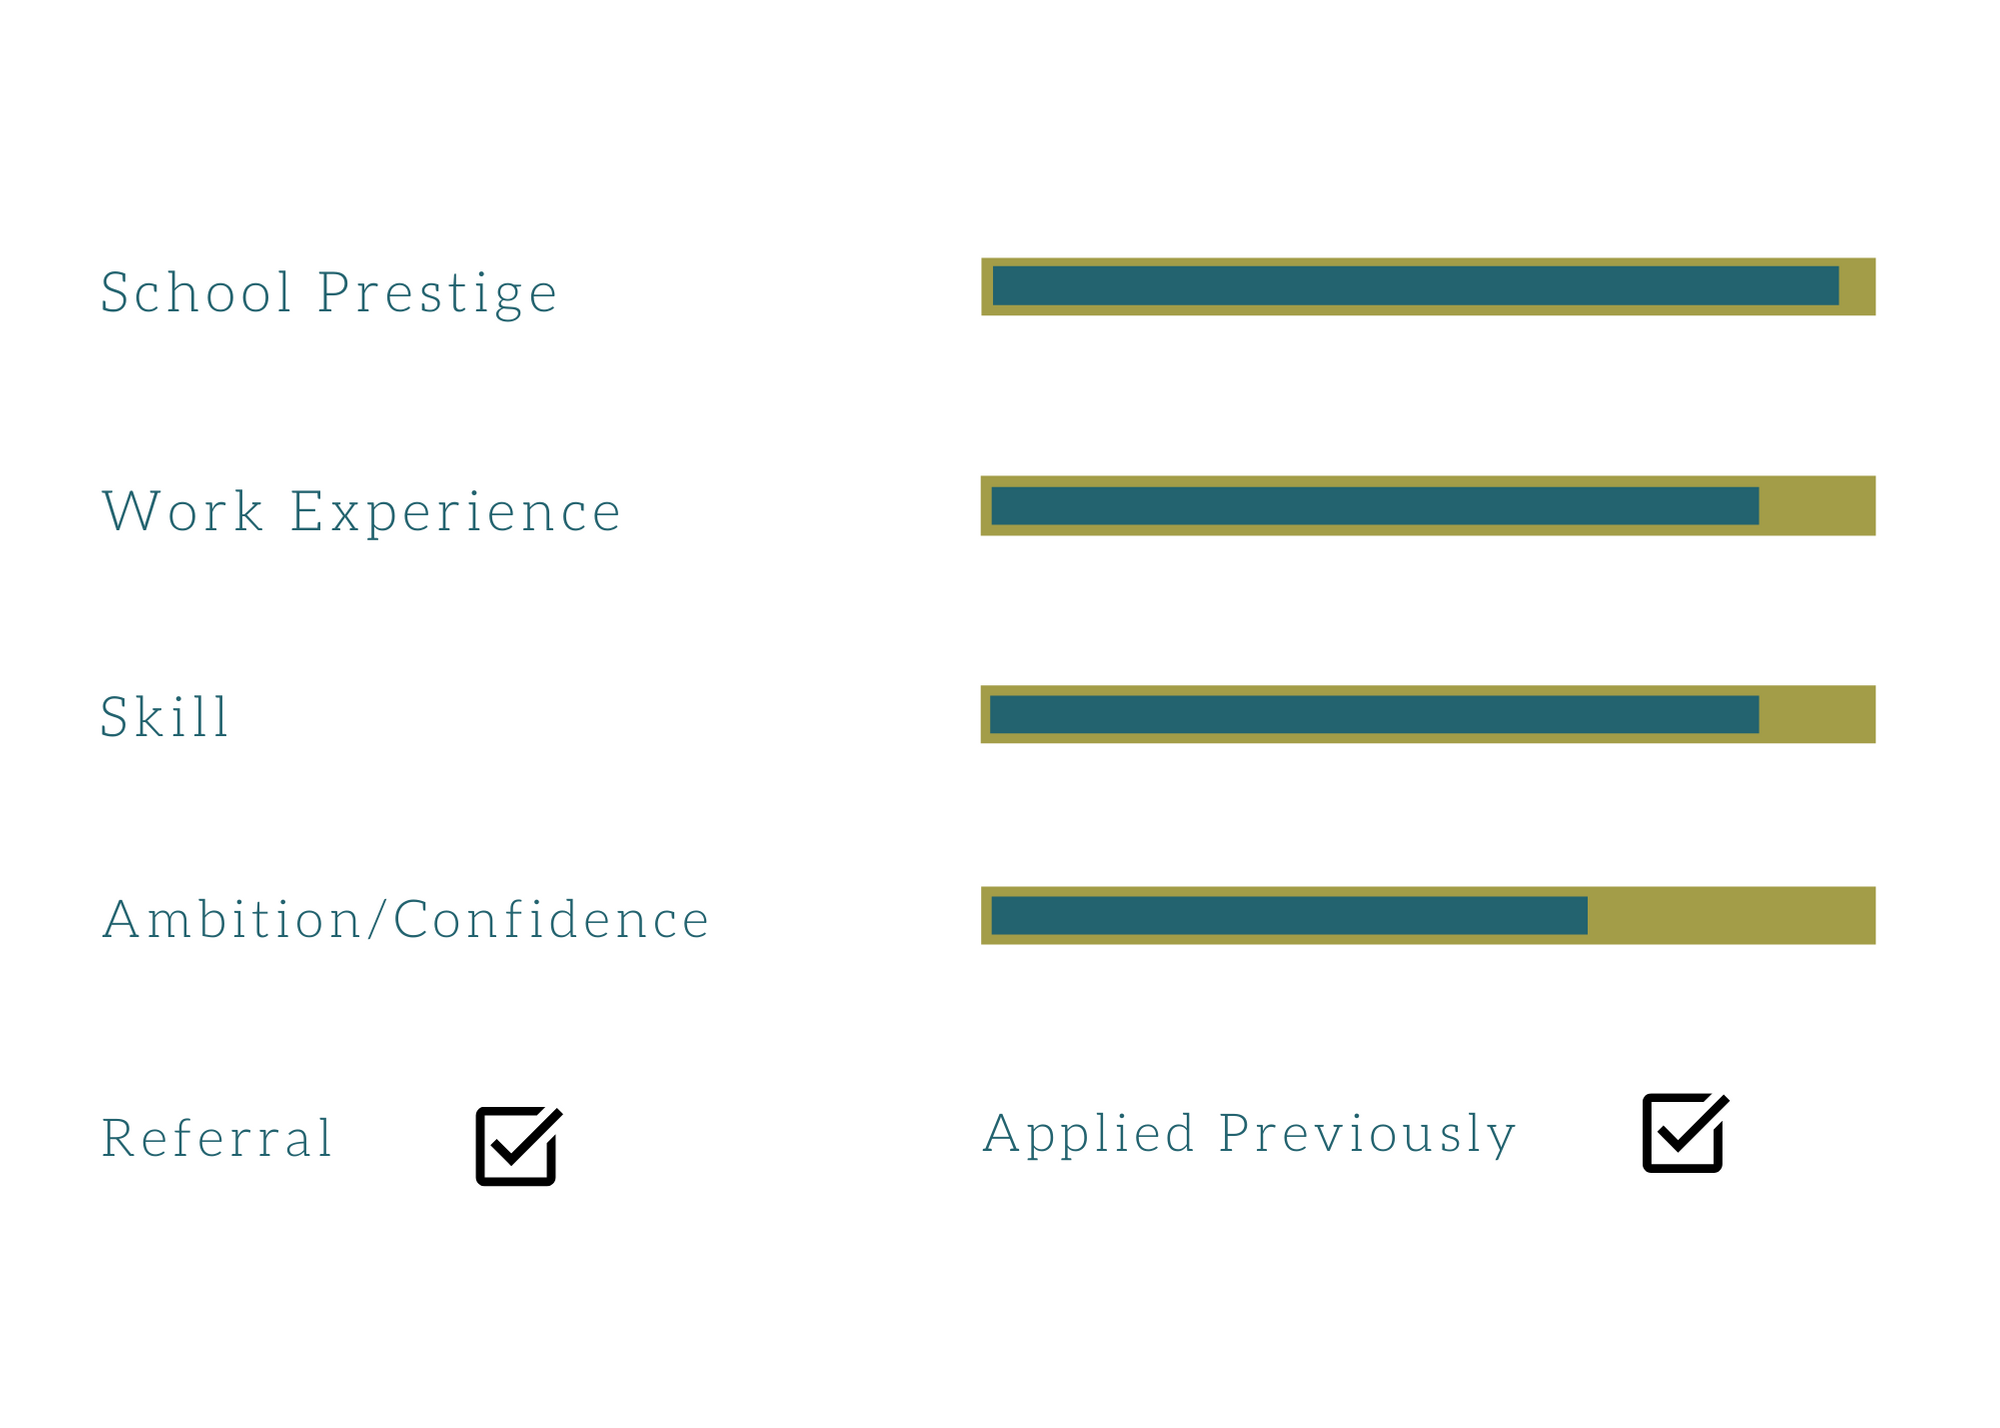 School Prestige
Work Experience
Skill
Ambition/Confidence
Referral
Applied Previously